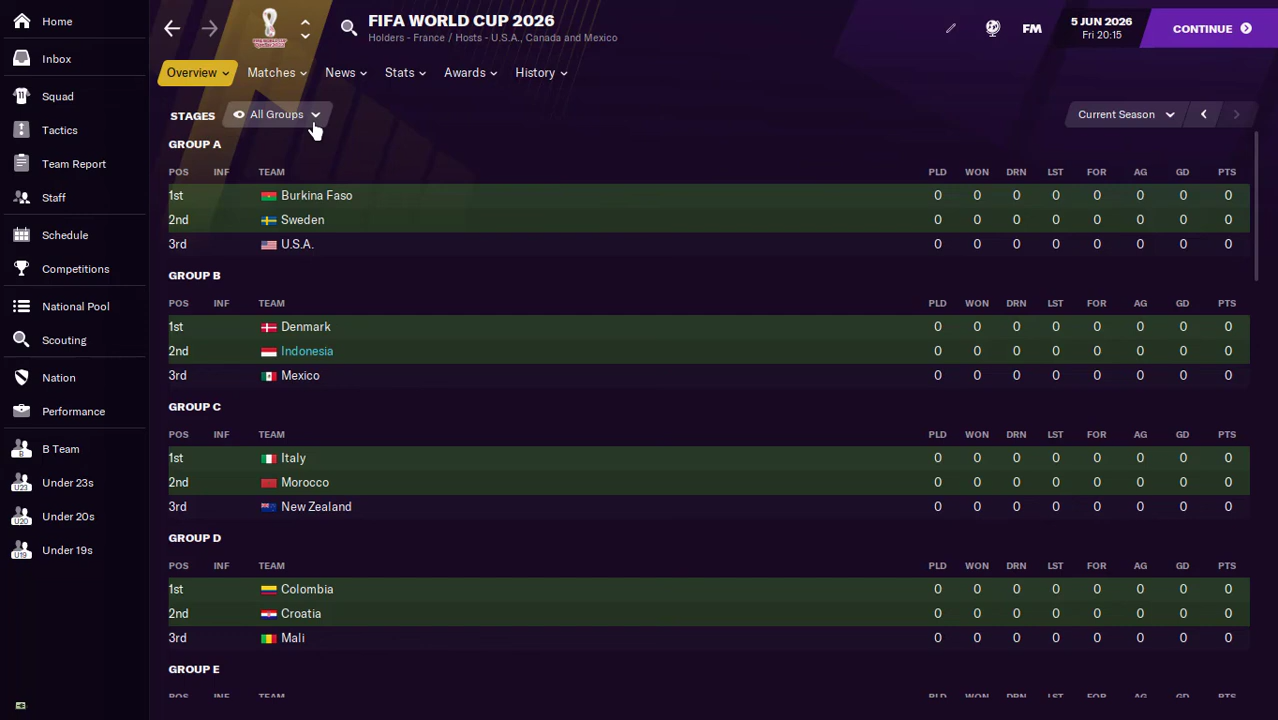 Home
Inbox
Squad
Tactics
Team Report
Staff
Schedule
Competitions
National Pool
Scouting
Nation
Performance
B Team
Under 23s
Under 20s
Under 19s
FIFA WORLD CUP 2026
Holders - France / Hosts - U.S.A., Canada and Mexico
FM
5 JUN 2026
Fri 20:15
CONTINUE
Overview Matches News Stats Awards History
STAGES All Groups Current Season
GROUP A
POS INF TEAM PLD WON DRN LST FOR AG GD PTS
1st Burkina Faso 0 0 0 0 0 0 0 0
2nd Sweden 0 0 0 0 0 0 0 0
3rd U.S.A. 0 0 0 0 0 0 0 0
GROUP B
POS INF TEAM PLD WON DRN LST FOR AG GD PTS
1st Denmark 0 0 0 0 0 0 0 0
2nd Indonesia 0 0 0 0 0 0 0 0
3rd Mexico 0 0 0 0 0 0 0 0
GROUP C
POS INF TEAM PLD WON DRN LST FOR AG GD PTS
1st Italy 0 0 0 0 0 0 0 0
2nd Morocco 0 0 0 0 0 0 0 0
3rd New Zealand 0 0 0 0 0 0 0 0
GROUP D
POS INF TEAM PLD WON DRN LST FOR AG GD PTS
1st Colombia 0 0 0 0 0 0 0 0
2nd Croatia 0 0 0 0 0 0 0 0
3rd Mali 0 0 0 0 0 0 0 0
GROUP E
POS INF TEAM PLD WON DRN LST FOR AG GD PTS